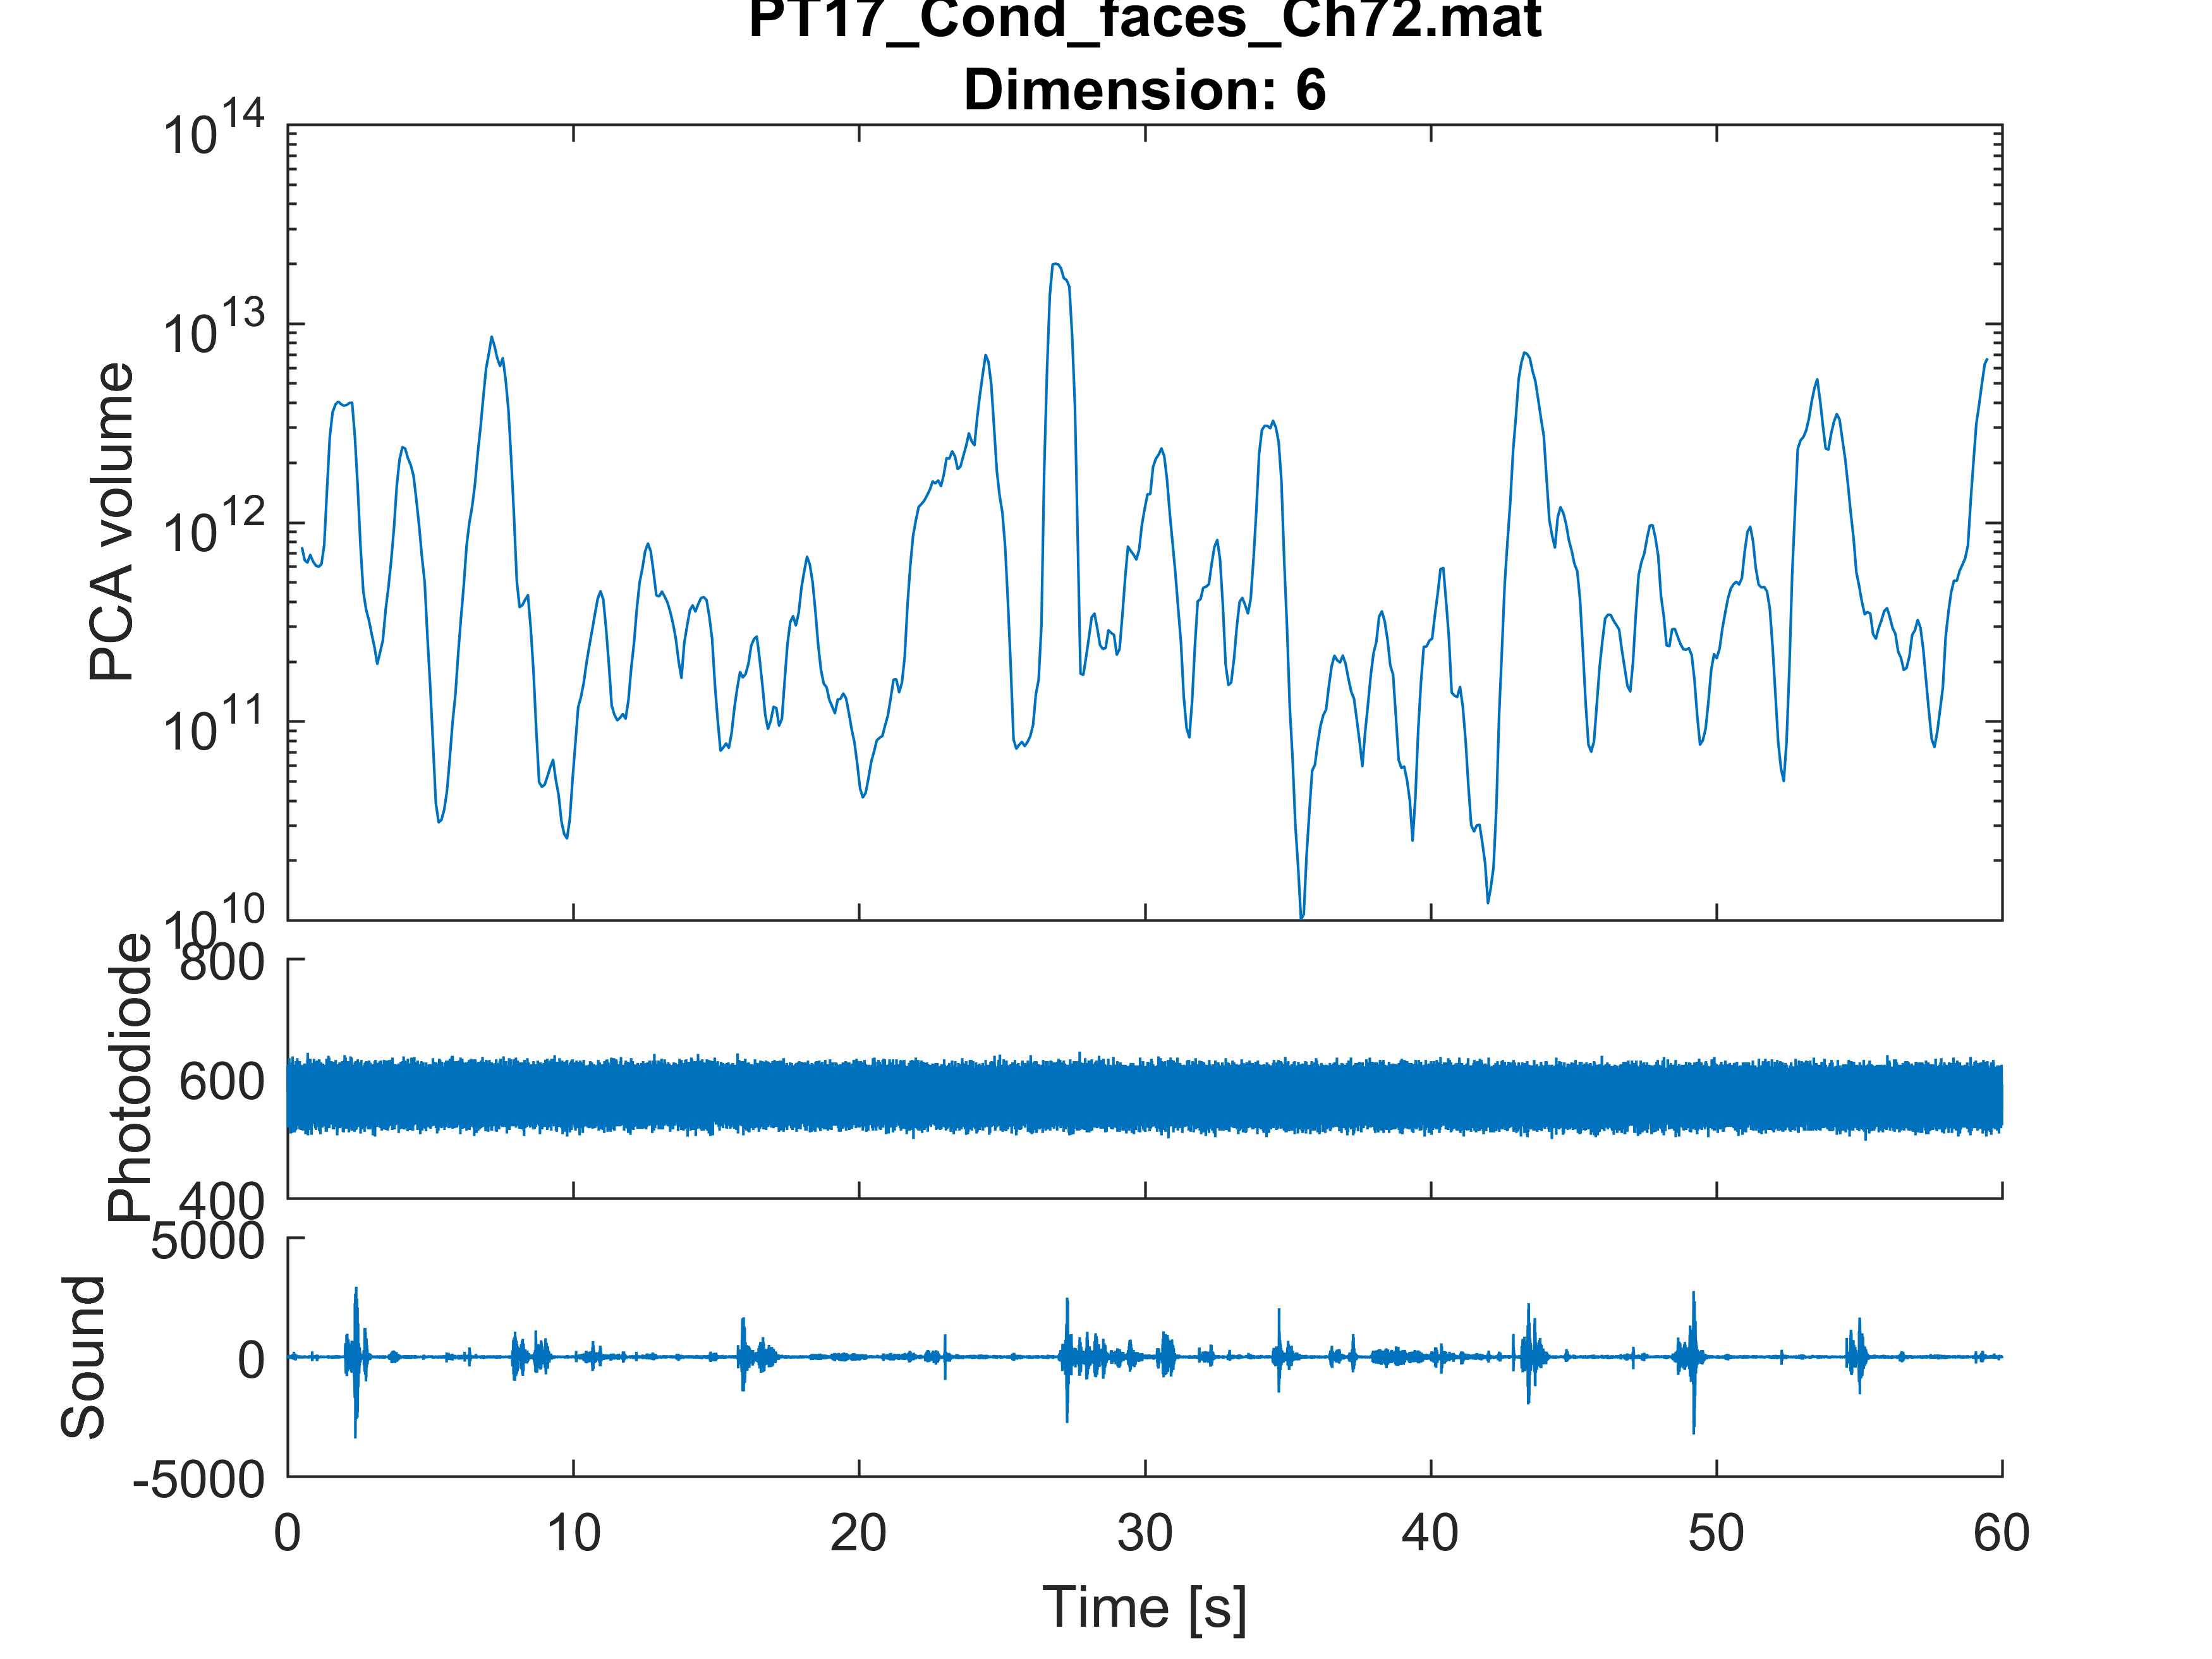 PT17_Cond_faces_Ch72.mat
Dimension: 6
10^14
10^13
10^12
10^11
10^10
PCA volume
800
600
400
Photodiode
5000
0
-5000
Sound
0 10 20 30 40 50 60
Time [s]